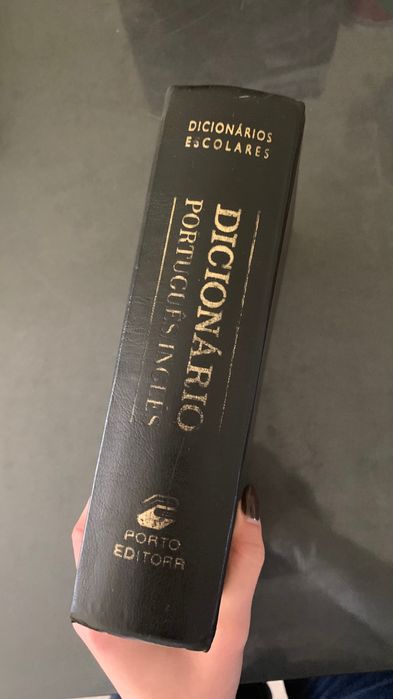 DICIONÁRIOS
ESCOLARES
DICIONÁRIO
PORTUGUÊS-INGLÊS
PORTO
EDITORA